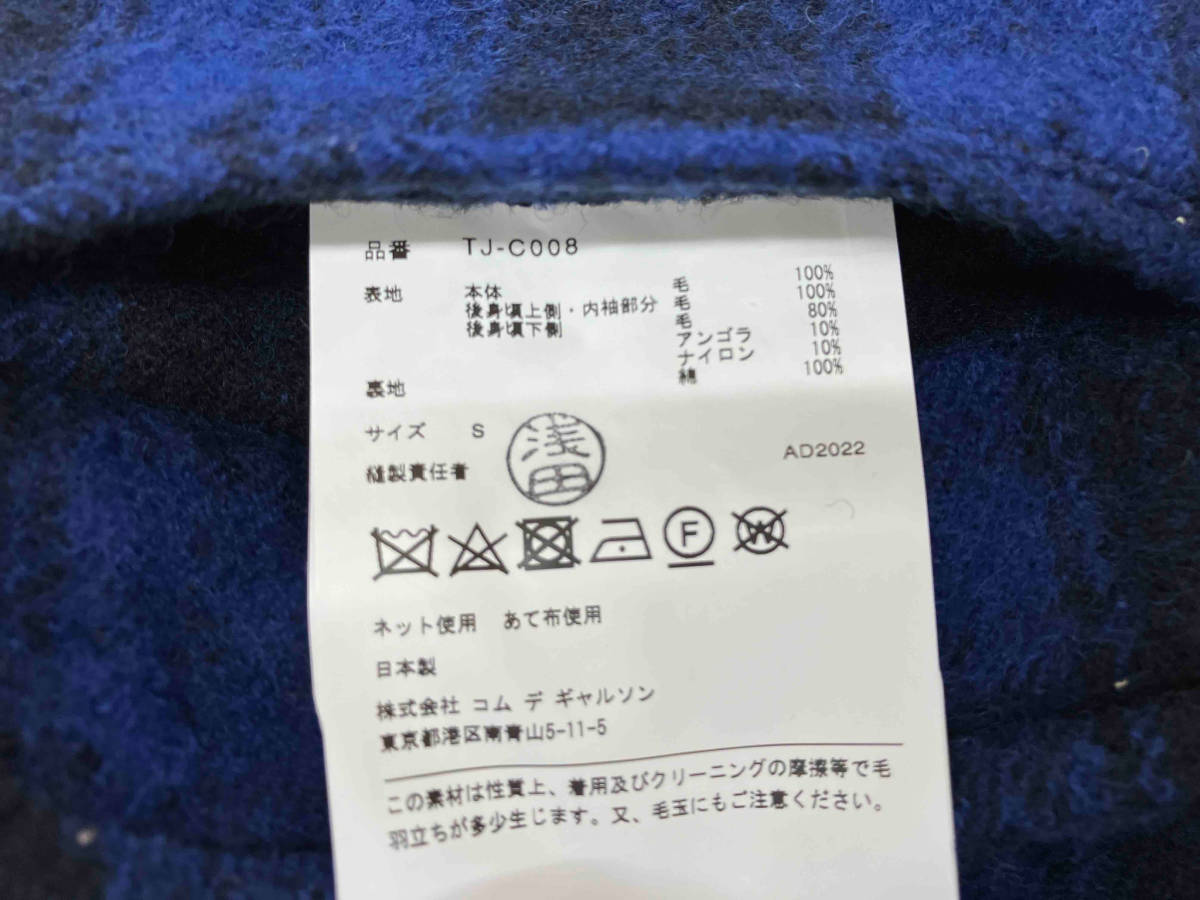 品番 TJ-C008
表地 本体 毛 100%
後身頃上側・内袖部分 毛 100%
後身頃下側 毛 80%
アンゴラ 10%
ナイロン 10%
裏地 綿 100%
サイズ S
浅田
縫製責任者 AD2022
F W
ネット使用 あて布使用
日本製
株式会社 コム デ ギャルソン
東京都港区南青山5-11-5
この素材は性質上、着用及びクリーニングの摩擦等で毛
羽立ちが多少生じます。又、毛玉にもご注意ください。